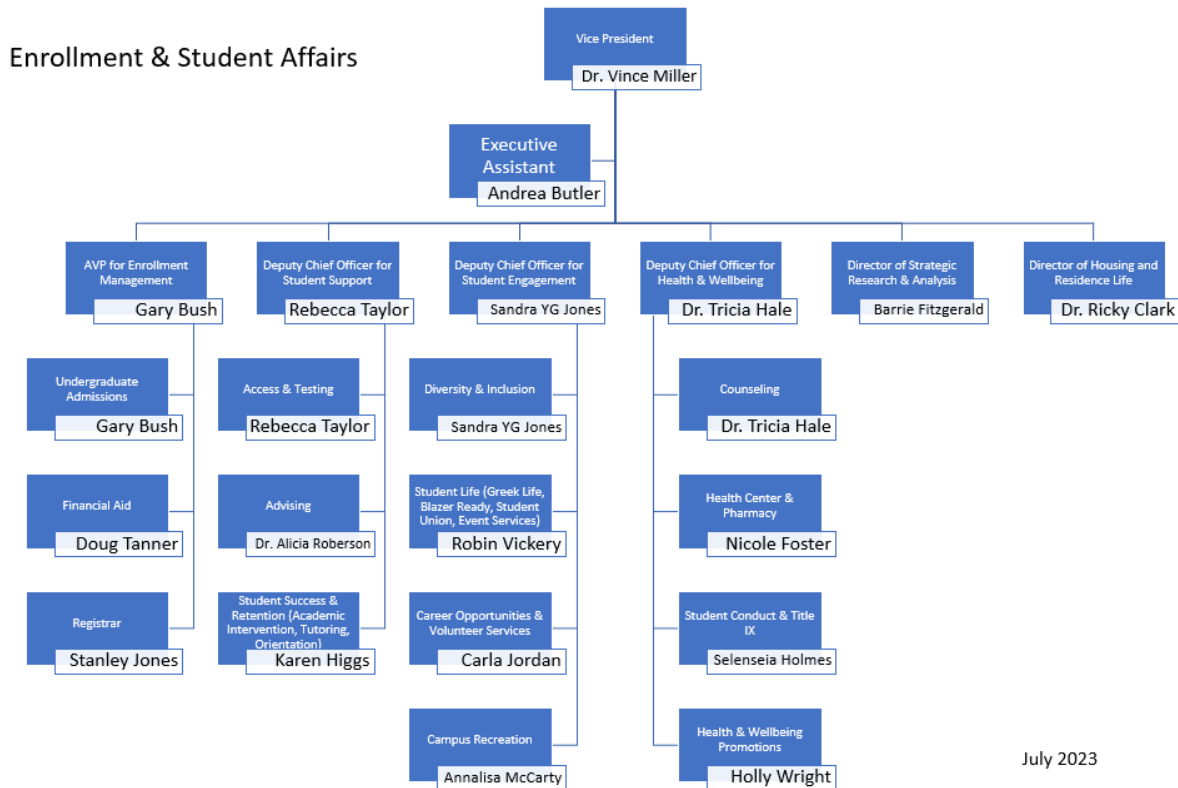 Enrollment & Student Affairs
Vice President
Dr. Vince Miller
Executive
Assistant
Andrea Butler
AVP for Enrollment
Management
Gary Bush
Deputy Chief Officer for
Student Support
Rebecca Taylor
Deputy Chief Officer for
Student Engagement
Sandra YG Jones
Deputy Chief Officer for
Health & Wellbeing
Dr. Tricia Hale
Director of Strategic
Research & Analysis
Barrie Fitzgerald
Director of Housing and
Residence Life
Dr. Ricky Clark
Undergraduate
Admissions
Gary Bush
Access & Testing
Rebecca Taylor
Diversity & Inclusion
Sandra YG Jones
Counseling
Dr. Tricia Hale
Financial Aid
Doug Tanner
Advising
Dr. Alicia Roberson
Student Life (Greek Life,
Blazer Ready, Student
Union, Event Services)
Robin Vickery
Health Center &
Pharmacy
Nicole Foster
Registrar
Stanley Jones
Student Success &
Retention (Academic
Intervention, Tutoring,
Orientation)
Karen Higgs
Career Opportunities &
Volunteer Services
Carla Jordan
Student Conduct & Title
IX
Selenseia Holmes
Campus Recreation
Annalisa McCarty
Health & Wellbeing
Promotions
Holly Wright
July 2023